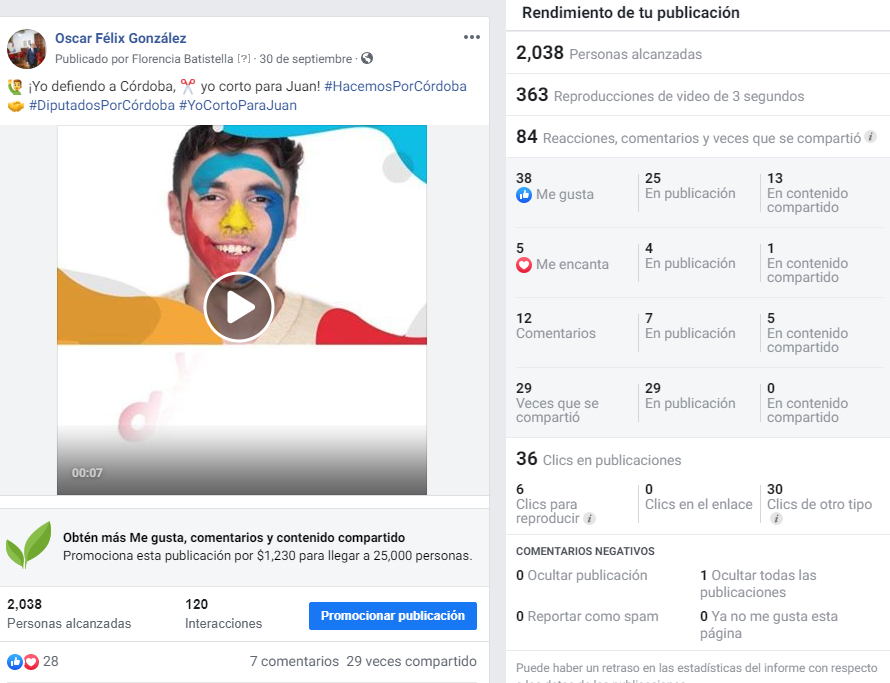 Oscar Félix González
Publicado por Florencia Batistella [?] · 30 de septiembre ·
¡Yo defiendo a Córdoba, yo corto para Juan! #HacemosPorCórdoba
#DiputadosPorCórdoba #YoCortoParaJuan
00:07
Obtén más Me gusta, comentarios y contenido compartido
Promociona esta publicación por $1,230 para llegar a 25,000 personas.
2,038
Personas alcanzadas
120
Interacciones
Promocionar publicación
28
7 comentarios 29 veces compartido
Rendimiento de tu publicación
2,038 Personas alcanzadas
363 Reproducciones de video de 3 segundos
84 Reacciones, comentarios y veces que se compartió
38
Me gusta
25
En publicación
13
En contenido
compartido
5
Me encanta
4
En publicación
1
En contenido
compartido
12
Comentarios
7
En publicación
5
En contenido
compartido
29
Veces que se
compartió
29
En publicación
0
En contenido
compartido
36 Clics en publicaciones
6
Clics para
reproducir
0
Clics en el enlace
30
Clics de otro tipo
COMENTARIOS NEGATIVOS
0 Ocultar publicación
1 Ocultar todas las
publicaciones
0 Reportar como spam
0 Ya no me gusta esta
página
Puede haber un retraso en las estadísticas del informe con respecto